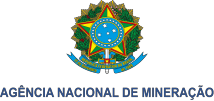 AGÊNCIA NACIONAL DE MINERAÇÃO